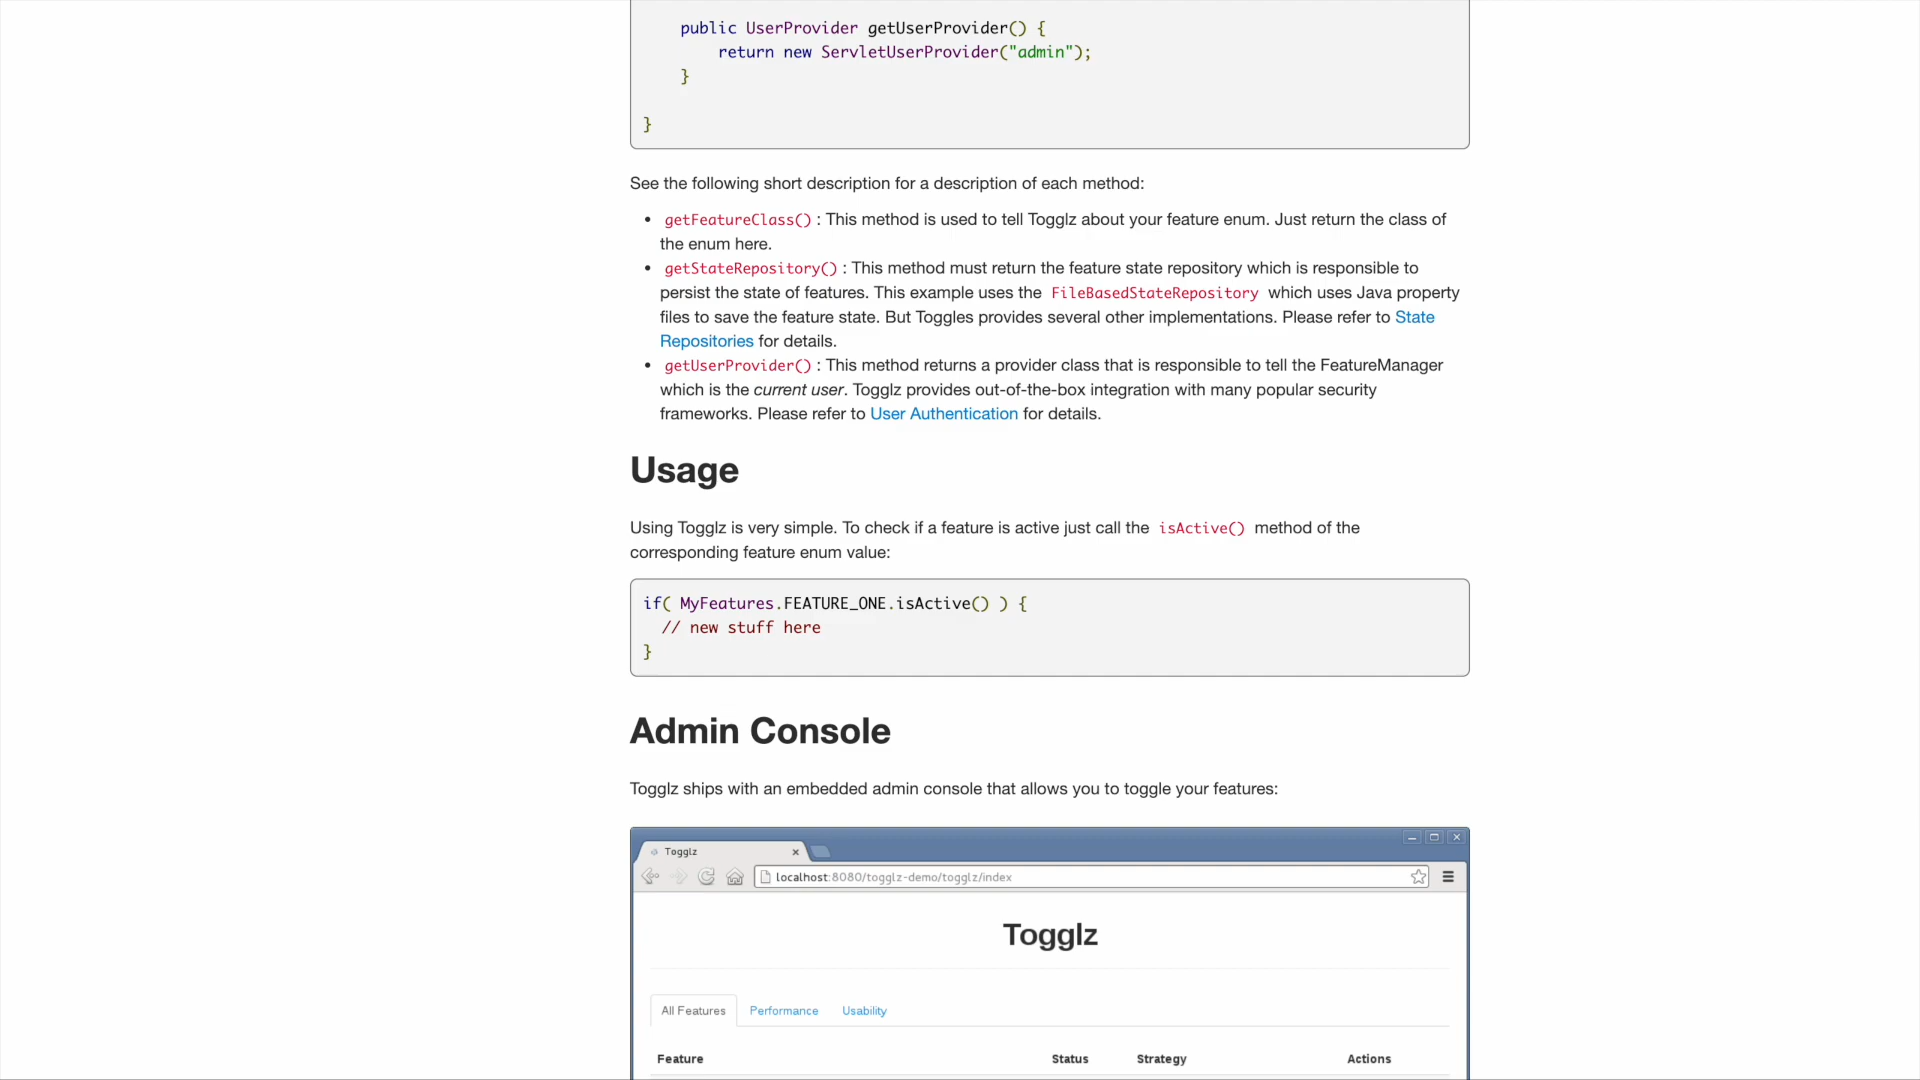 public UserProvider getUserProvider() {
return new ServletUserProvider("admin");
}
}
See the following short description for a description of each method:
• getFeatureClass() : This method is used to tell Togglz about your feature enum. Just return the class of
the enum here.
• getStateRepository() : This method must return the feature state repository which is responsible to
persist the state of features. This example uses the FileBasedStateRepository which uses Java property
files to save the feature state. But Toggles provides several other implementations. Please refer to State
Repositories for details.
• getUserProvider() : This method returns a provider class that is responsible to tell the FeatureManager
which is the current user. Togglz provides out-of-the-box integration with many popular security
frameworks. Please refer to User Authentication for details.
Usage
Using Togglz is very simple. To check if a feature is active just call the isActive() method of the
corresponding feature enum value:
if( MyFeatures.FEATURE_ONE.isActive() ) {
// new stuff here
}
Admin Console
Togglz ships with an embedded admin console that allows you to toggle your features:
Togglz
localhost:8080/togglz-demo/togglz/index
Togglz
All Features Performance Usability
Feature Status Strategy Actions